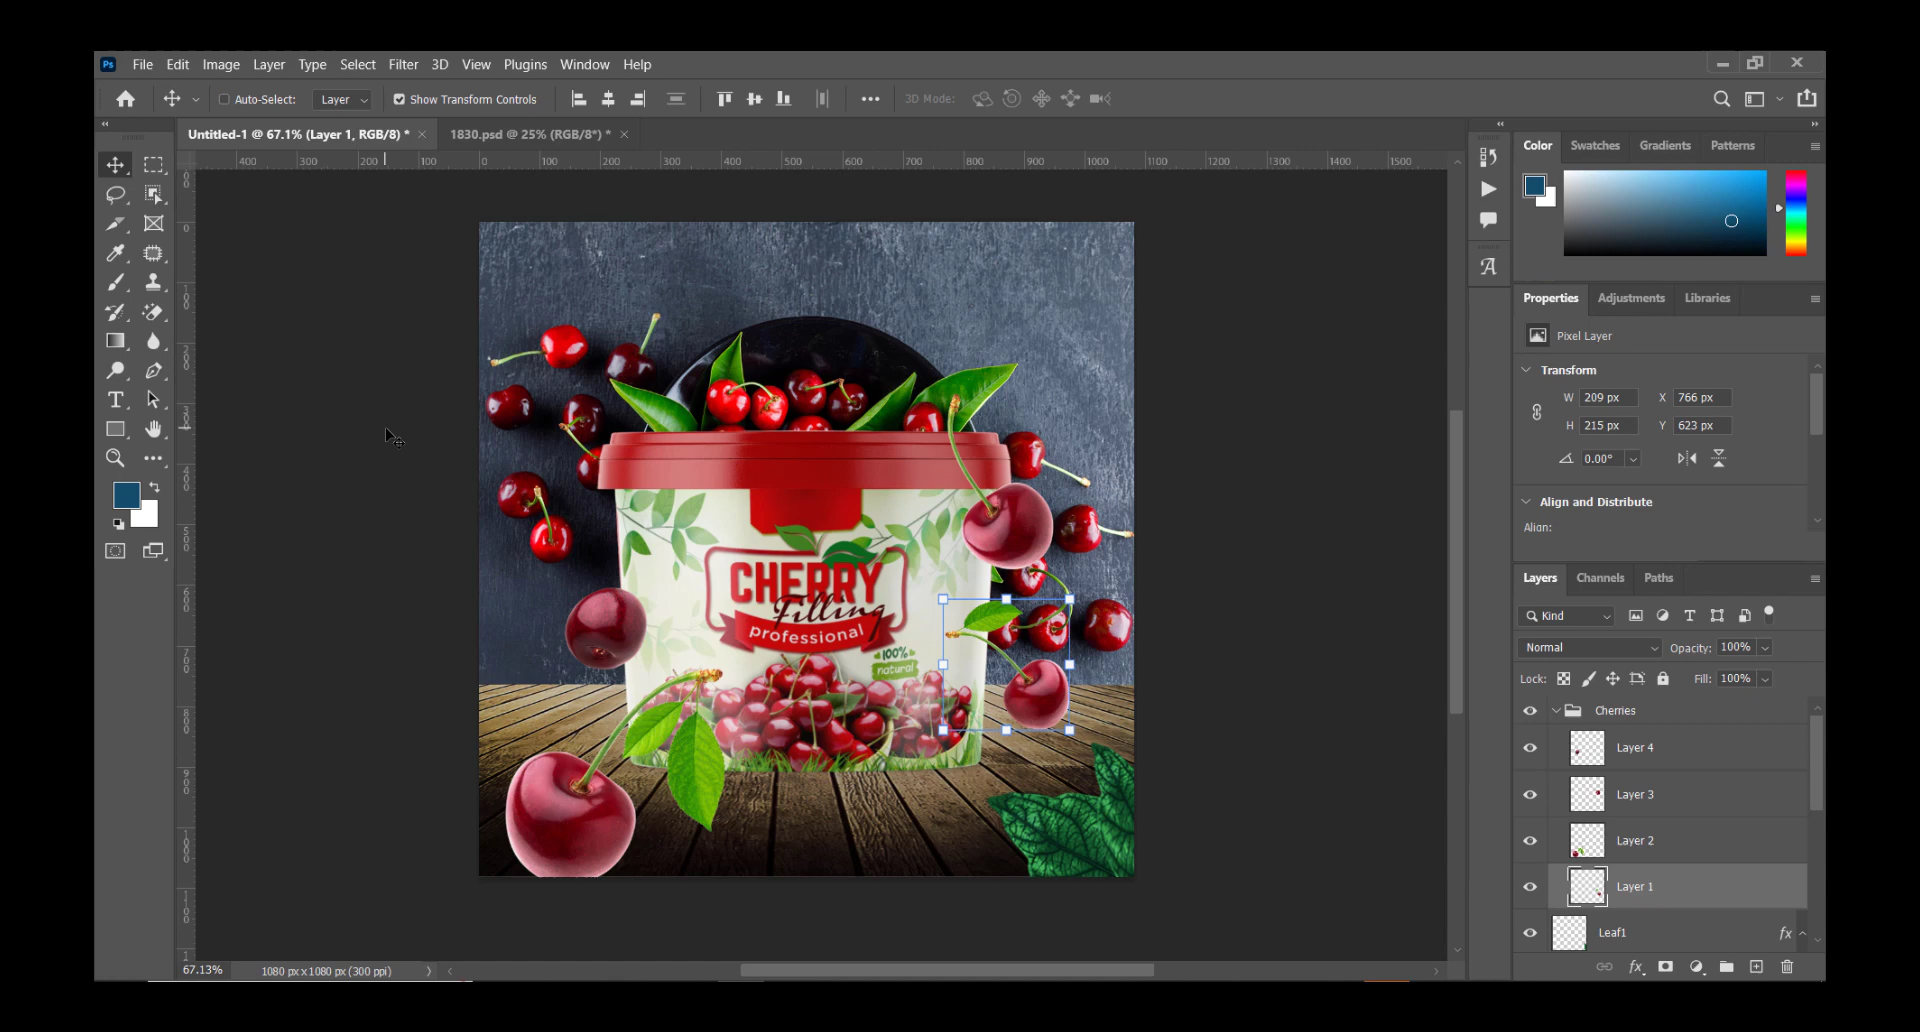 Ps File Edit Image Layer Type Select Filter 3D View Plugins Window Help
Auto-Select: Layer Show Transform Controls 3D Mode:
Untitled-1 @ 67.1% (Layer 1, RGB/8) * × 1830.psd @ 25% (RGB/8*) * ×
400 300 200 100 0 100 200 300 400 500 600 700 800 900 1000 1100 1200 1300 1400 1500
Color Swatches Gradients Patterns
Properties Adjustments Libraries
Pixel Layer
Transform
W 209 px X 766 px
H 215 px Y 623 px
0.00°
Align and Distribute
Align:
CHERRY
Filling
professional
100%
natural
Layers Channels Paths
Kind
Normal Opacity: 100%
Lock: Fill: 100%
Cherries
Layer 4
Layer 3
Layer 2
Layer 1
Leaf1 fx
fx
67.13% 1080 px x 1080 px (300 ppi)